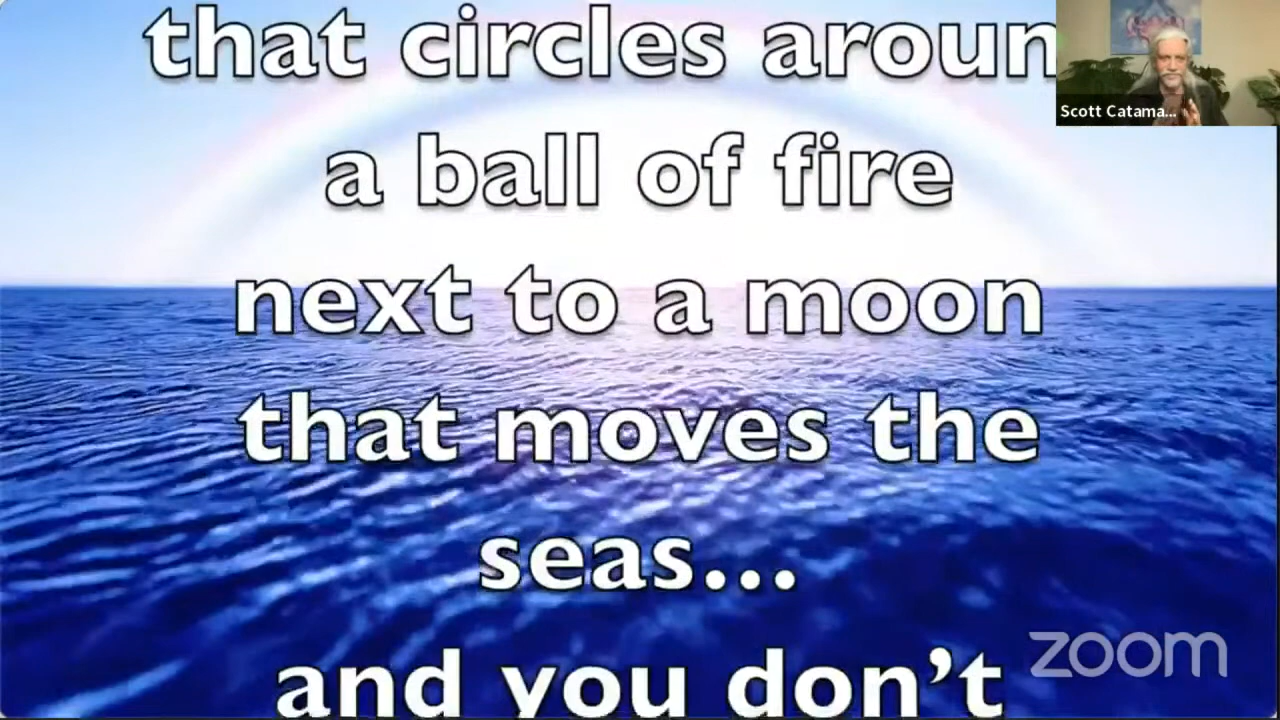 that circles aroun
Scott Catama...
a ball of fire
next to a moon
that moves the
seas...
and you don’t
zoom